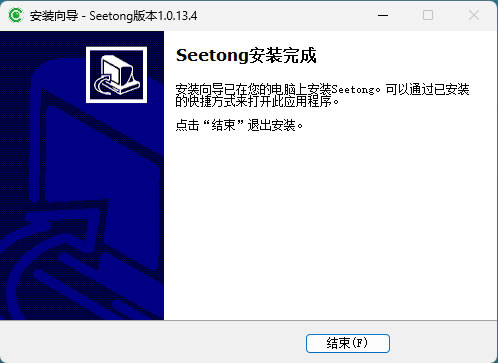 安装向导 - Seetong版本1.0.13.4
Seetong安装完成
安装向导已在您的电脑上安装Seetong。可以通过已安装
的快捷方式来打开此应用程序。
点击“结束”退出安装。
结束(F)